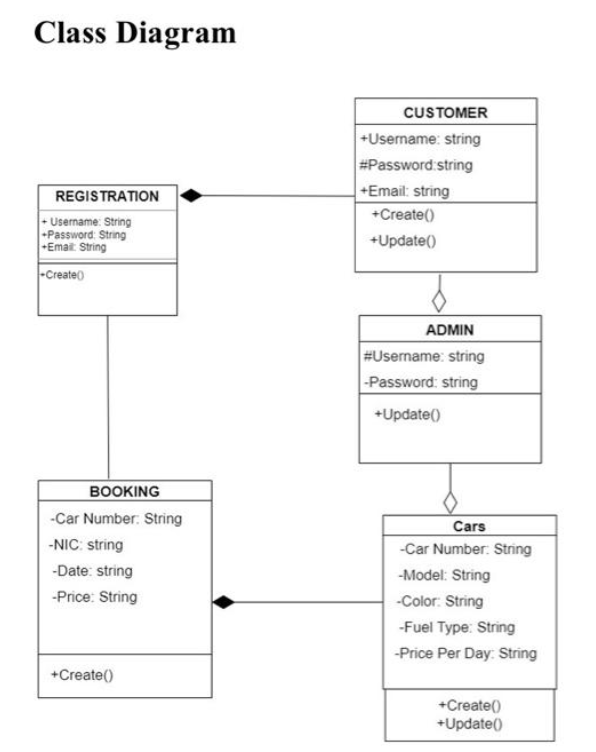 Class Diagram
CUSTOMER
+Username: string
#Password:string
+Email: string
+Create()
+Update()
REGISTRATION
+ Username: String
+Password: String
+Email: String
+Create()
ADMIN
#Username: string
-Password: string
+Update()
BOOKING
-Car Number: String
-NIC: string
-Date: string
-Price: String
+Create()
Cars
-Car Number: String
-Model: String
-Color: String
-Fuel Type: String
-Price Per Day: String
+Create()
+Update()